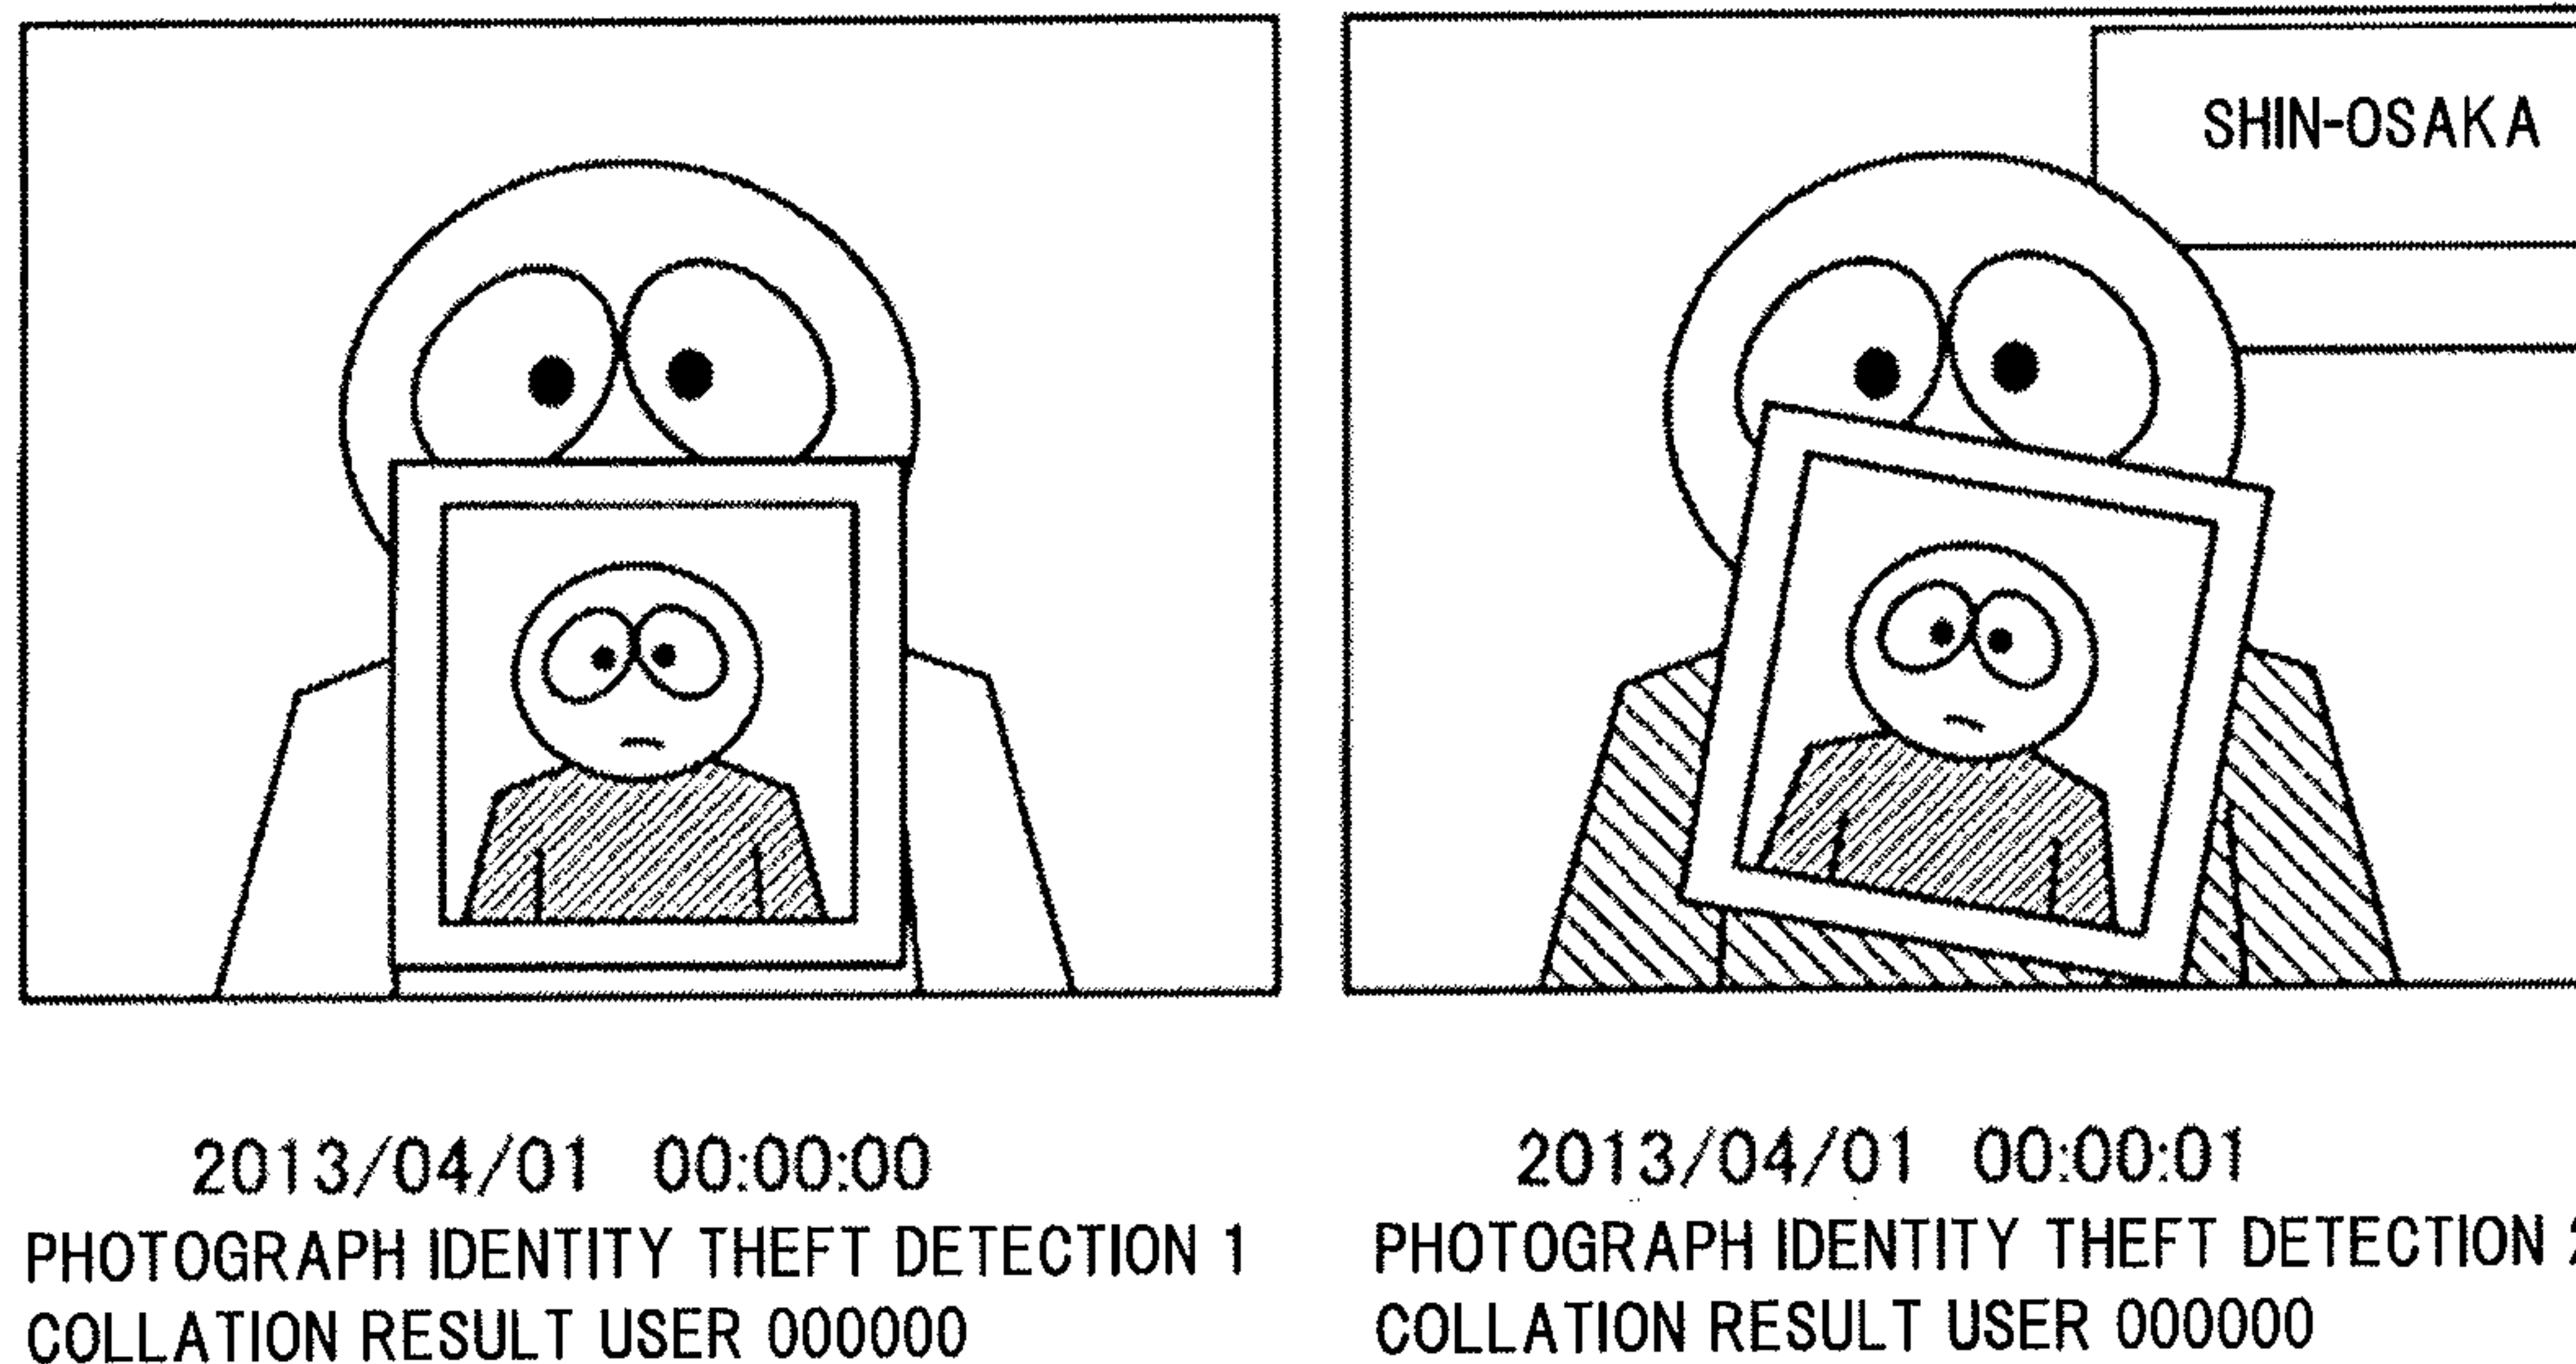 SHIN-OSAKA
2013/04/01 00:00:00
PHOTOGRAPH IDENTITY THEFT DETECTION 1
COLLATION RESULT USER 000000
2013/04/01 00:00:01
PHOTOGRAPH IDENTITY THEFT DETECTION
COLLATION RESULT USER 000000